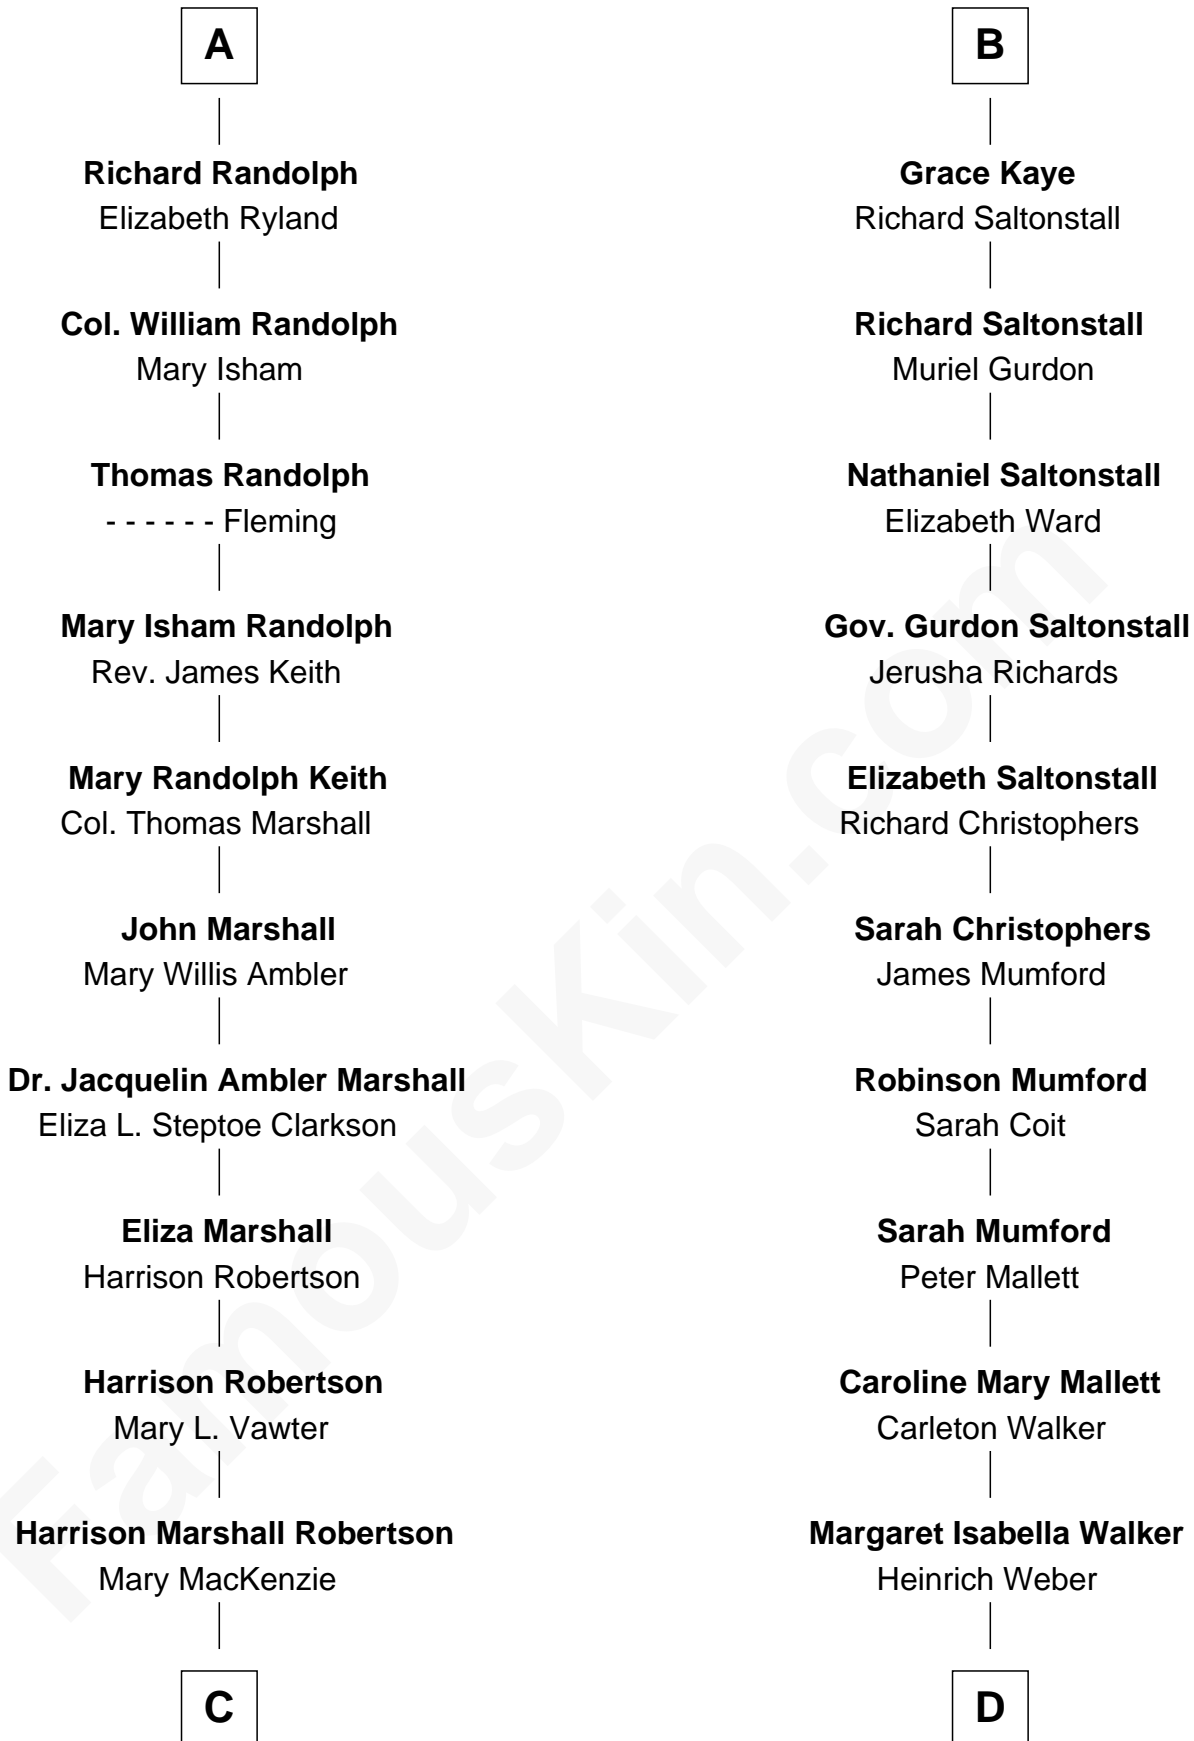 A
Richard Randolph
Elizabeth Ryland
Col. William Randolph
Mary Isham
Thomas Randolph
- - - - - - Fleming
Mary Isham Randolph
Rev. James Keith
Mary Randolph Keith
Col. Thomas Marshall
John Marshall
Mary Willis Ambler
Dr. Jacquelin Ambler Marshall
Eliza L. Steptoe Clarkson
Eliza Marshall
Harrison Robertson
Harrison Robertson
Mary L. Vawter
Harrison Marshall Robertson
Mary MacKenzie
C
B
Grace Kaye
Richard Saltonstall
Richard Saltonstall
Muriel Gurdon
Nathaniel Saltonstall
Elizabeth Ward
Gov. Gurdon Saltonstall
Jerusha Richards
Elizabeth Saltonstall
Richard Christophers
Sarah Christophers
James Mumford
Robinson Mumford
Sarah Coit
Sarah Mumford
Peter Mallett
Caroline Mary Mallett
Carleton Walker
Margaret Isabella Walker
Heinrich Weber
D
FamousKin.com